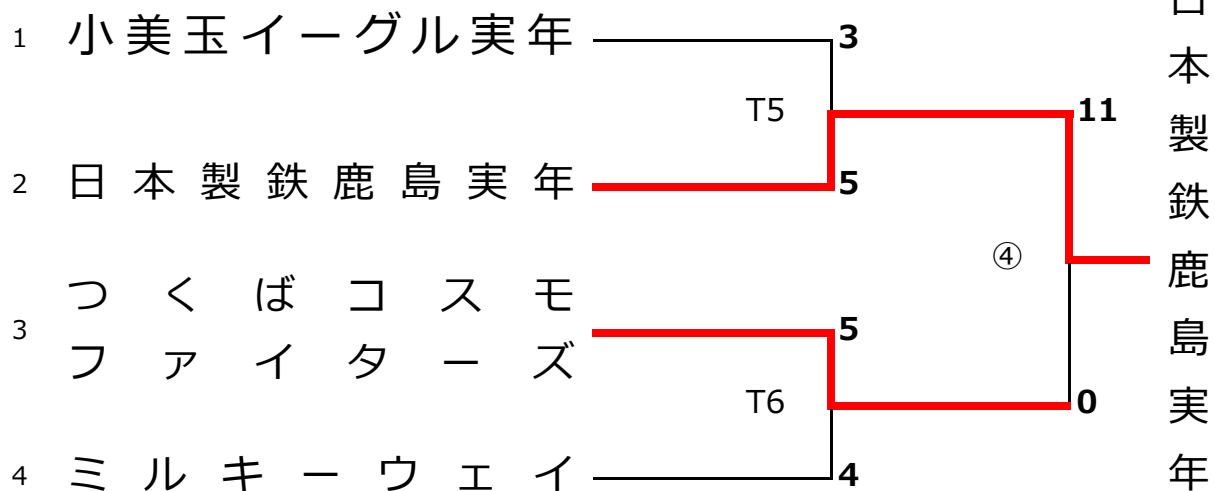 1 小美玉イーグル実年 3
T5 11
2 日本製鉄鹿島実年 5
④
3 つくばコスモ
ファイターズ 5
T6 0
4 ミルキーウェイ 4
日本製鉄鹿島実年